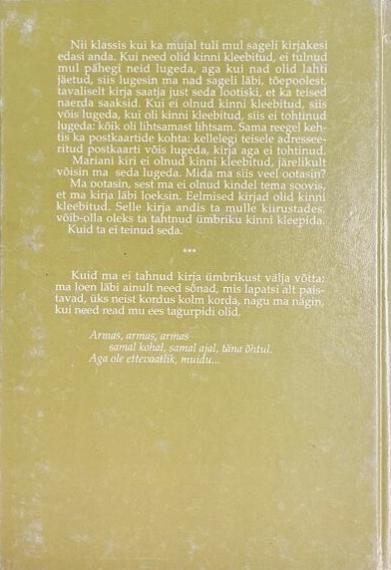 Nii klassis kui ka mujal tuli mul sageli kirjakesi
edasi anda. Kui need olid kinni kleebitud, ei tulnud
mul pähegi neid lugeda, aga kui nad olid lahti
jäetud, siis lugesin ma nad sageli läbi, tõepoolest,
tavaliselt kirja saatja just seda lootiski, et ka teised
naerda saaksid. Kui ei olnud kinni kleebitud, siis
võis lugeda, kui oli kinni kleebitud, siis ei tohtinud
lugeda: kõik oli lihtsamast lihtsam. Sama reegel keh-
tis ka postkaartide kohta: kellelegi teisele adressee-
ritud postkaarti võis lugeda, kirja aga ei tohtinud.
Mariani kiri ei olnud kinni kleebitud, järelikult
võisin ma seda lugeda. Mida ma siis veel ootasin?
Ma ootasin, sest ma ei olnud kindel tema soovis,
et ma kirja läbi loeksin. Eelmised kirjad olid kinni
kleebitud. Selle kirja andis ta mulle kiirustades,
võib-olla oleks ta tahtnud ümbriku kinni kleepida.
Kuid ta ei teinud seda.
***
Kuid ma ei tahnud kirja ümbrikust välja võtta:
ma loen läbi ainult need sõnad, mis lapatsi alt pais-
tavad, üks neist kordus kolm korda, nagu ma nägin,
kui need read mu ees tagurpidi olid.
Armas, armas, armas
samal kohal, samal ajal, täna õhtul.
Aga ole ettevaatlik, muidu...